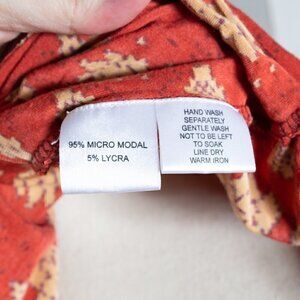 95% MICRO MODAL
5% LYCRA
HAND WASH
SEPARATELY
GENTLE WASH
NOT TO BE LEFT
TO SOAK
LINE DRY
WARM IRON